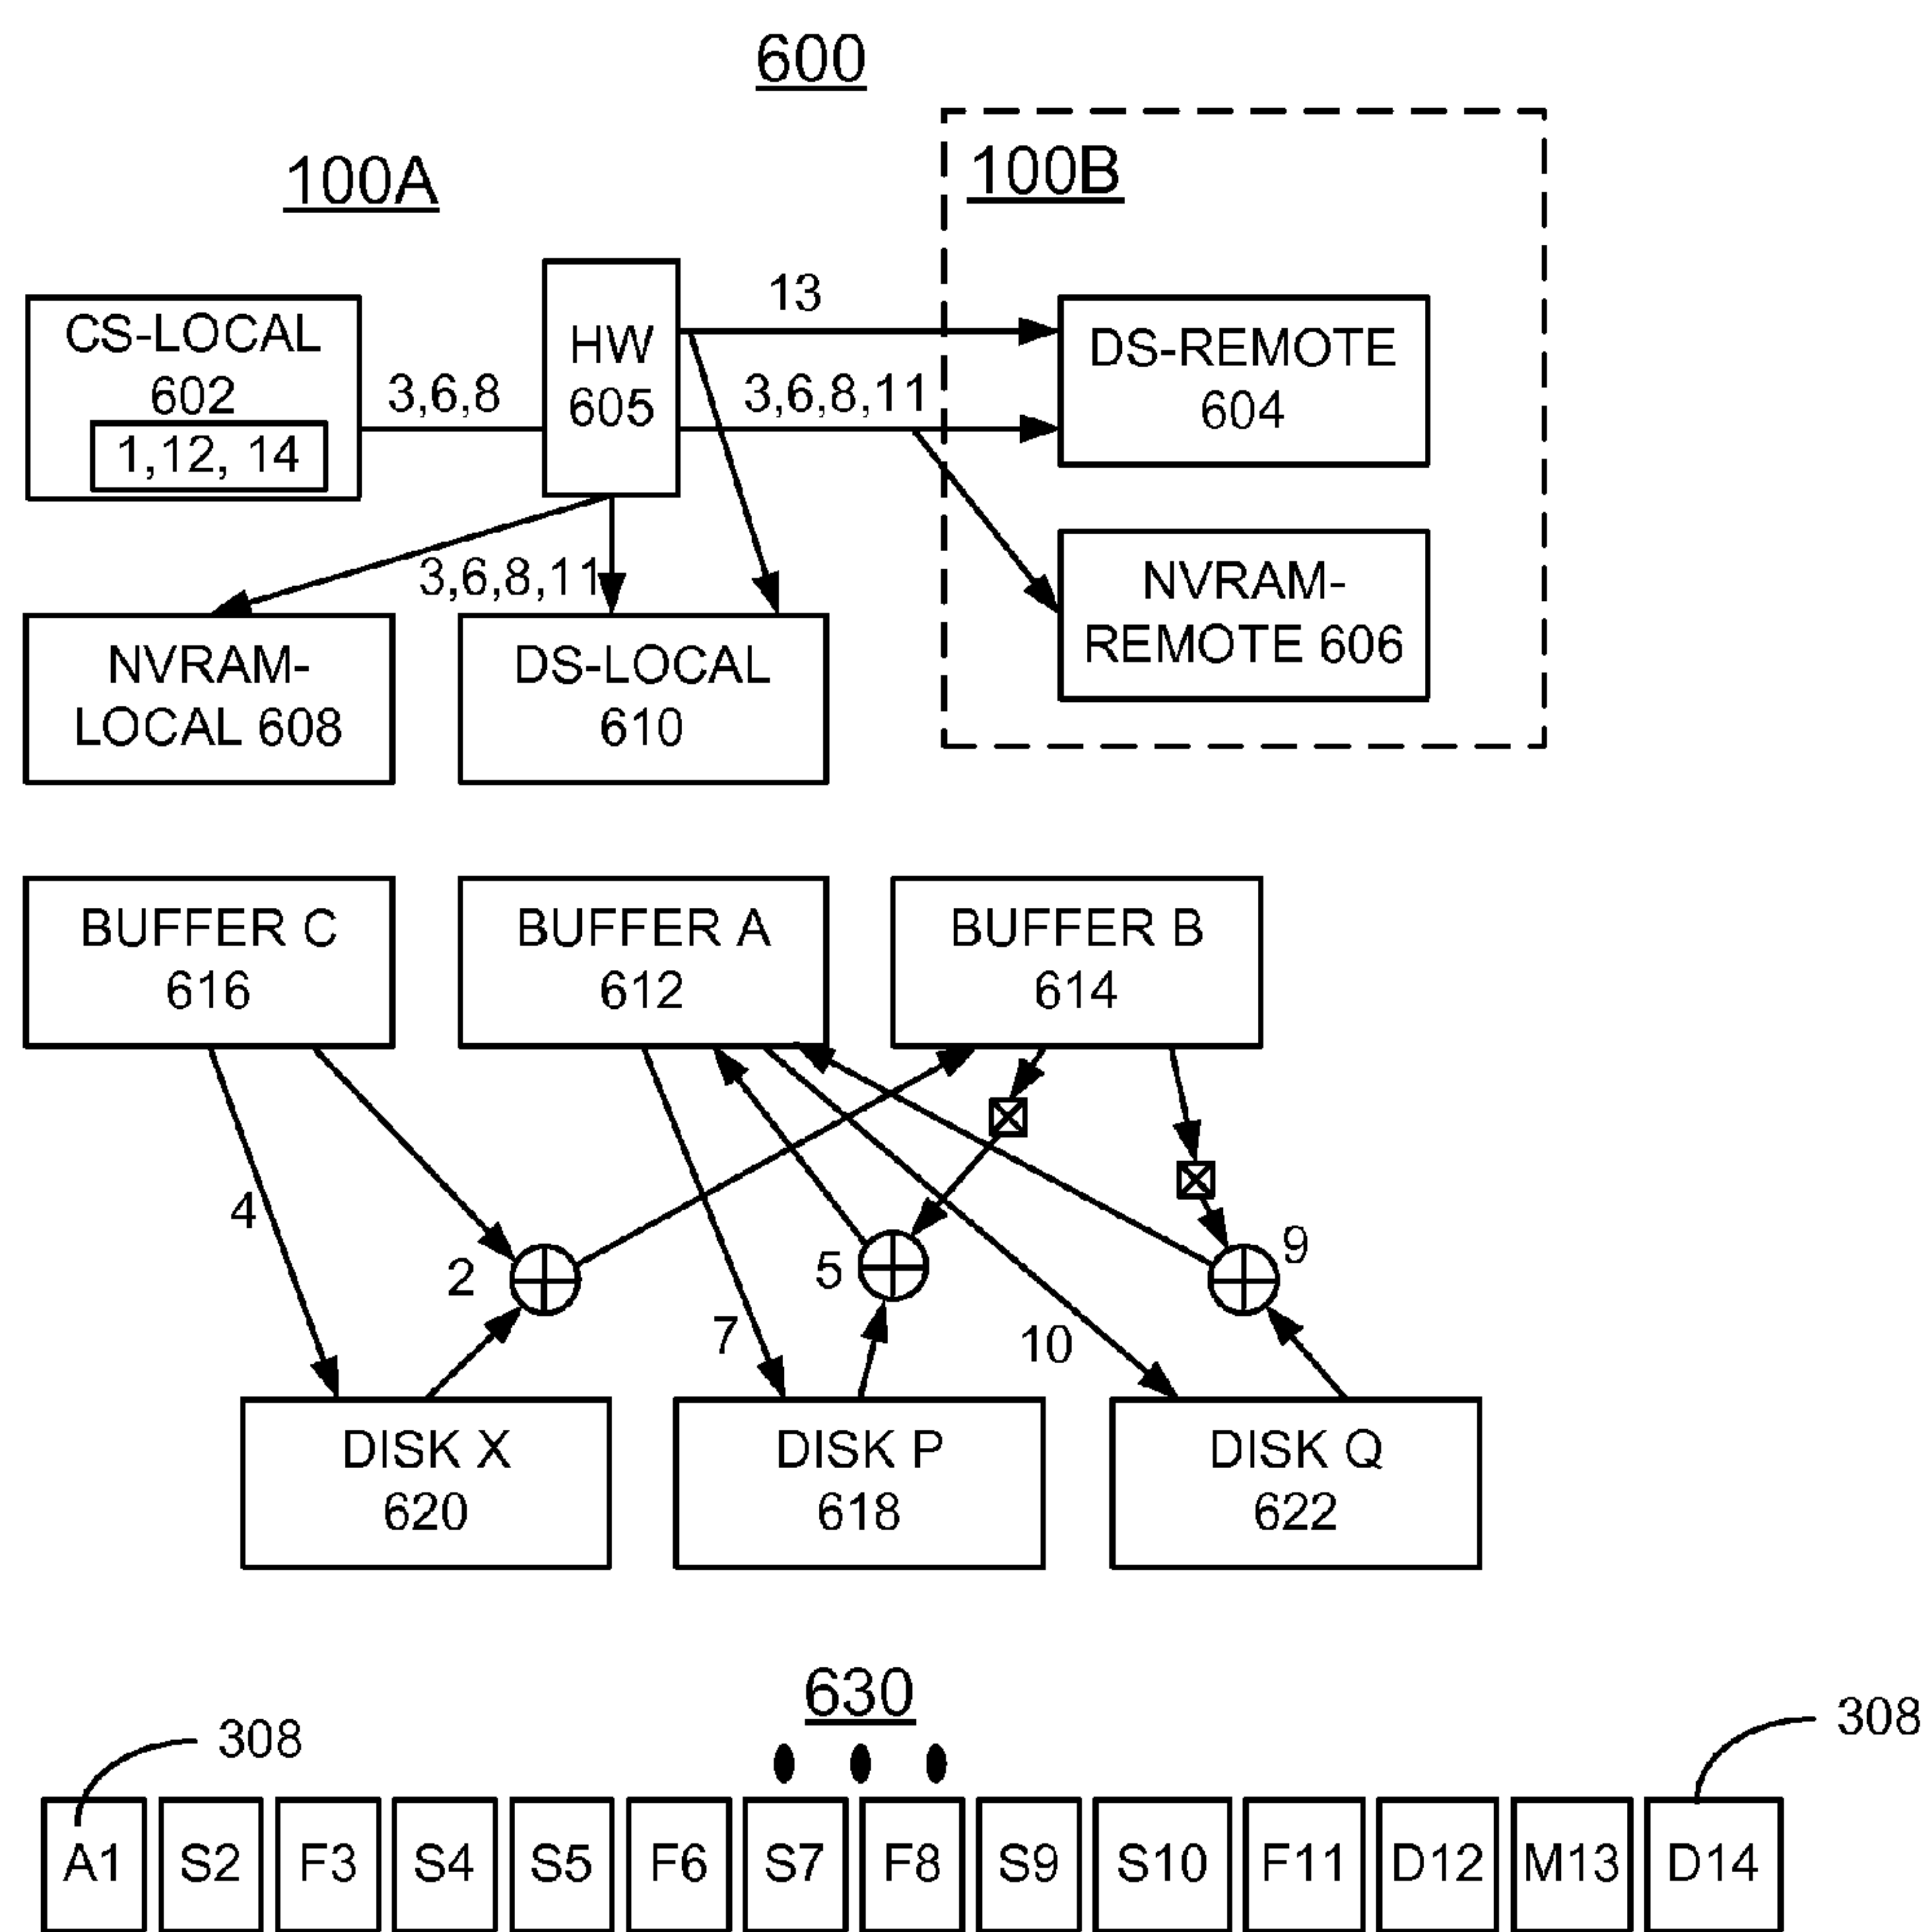 600
100A
100B
CS-LOCAL
602
1,12, 14
3,6,8
HW
605
13
3,6,8,11
DS-REMOTE
604
3,6,8,11
NVRAM-
REMOTE 606
NVRAM-
LOCAL 608
DS-LOCAL
610
BUFFER C
616
BUFFER A
612
BUFFER B
614
4
2
5
9
7
10
DISK X
620
DISK P
618
DISK Q
622
630
308
308
A1 S2 F3 S4 S5 F6 S7 F8 S9 S10 F11 D12 M13 D14